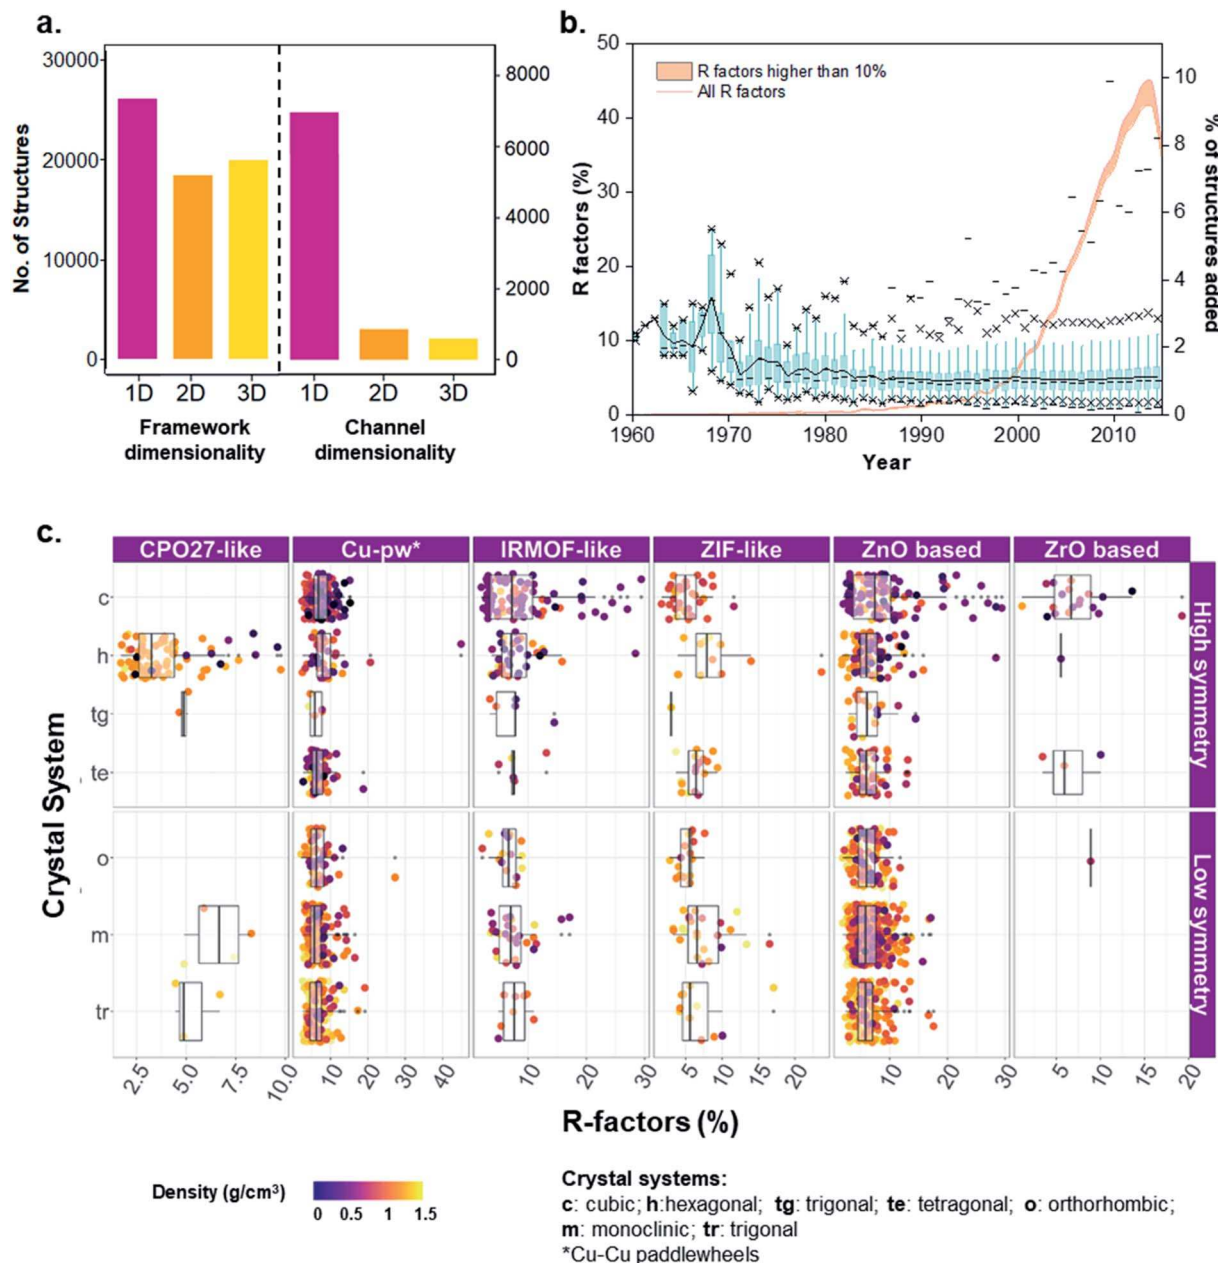 a.
30000
20000
10000
0
No. of Structures
8000
6000
4000
2000
0
1D 2D 3D 1D 2D 3D
Framework dimensionality
Channel dimensionality
b.
50
40
30
20
10
0
R factors (%)
R factors higher than 10%
All R factors
10
8
6
4
2
0
% of structures added
1960 1970 1980 1990 2000 2010
Year
c.
CPO27-like Cu-pw* IRMOF-like ZIF-like ZnO based ZrO based
c
h
tg
te
High symmetry
o
m
tr
Low symmetry
Crystal System
2.5 5.0 7.5 10.0 10 20 30 40 10 20 30 5 10 15 20 10 20 30 5 10 15 20
R-factors (%)
Density (g/cm³)
0 0.5 1 1.5
Crystal systems:
c: cubic; h:hexagonal; tg: trigonal; te: tetragonal; o: orthorhombic;
m: monoclinic; tr: trigonal
*Cu-Cu paddlewheels